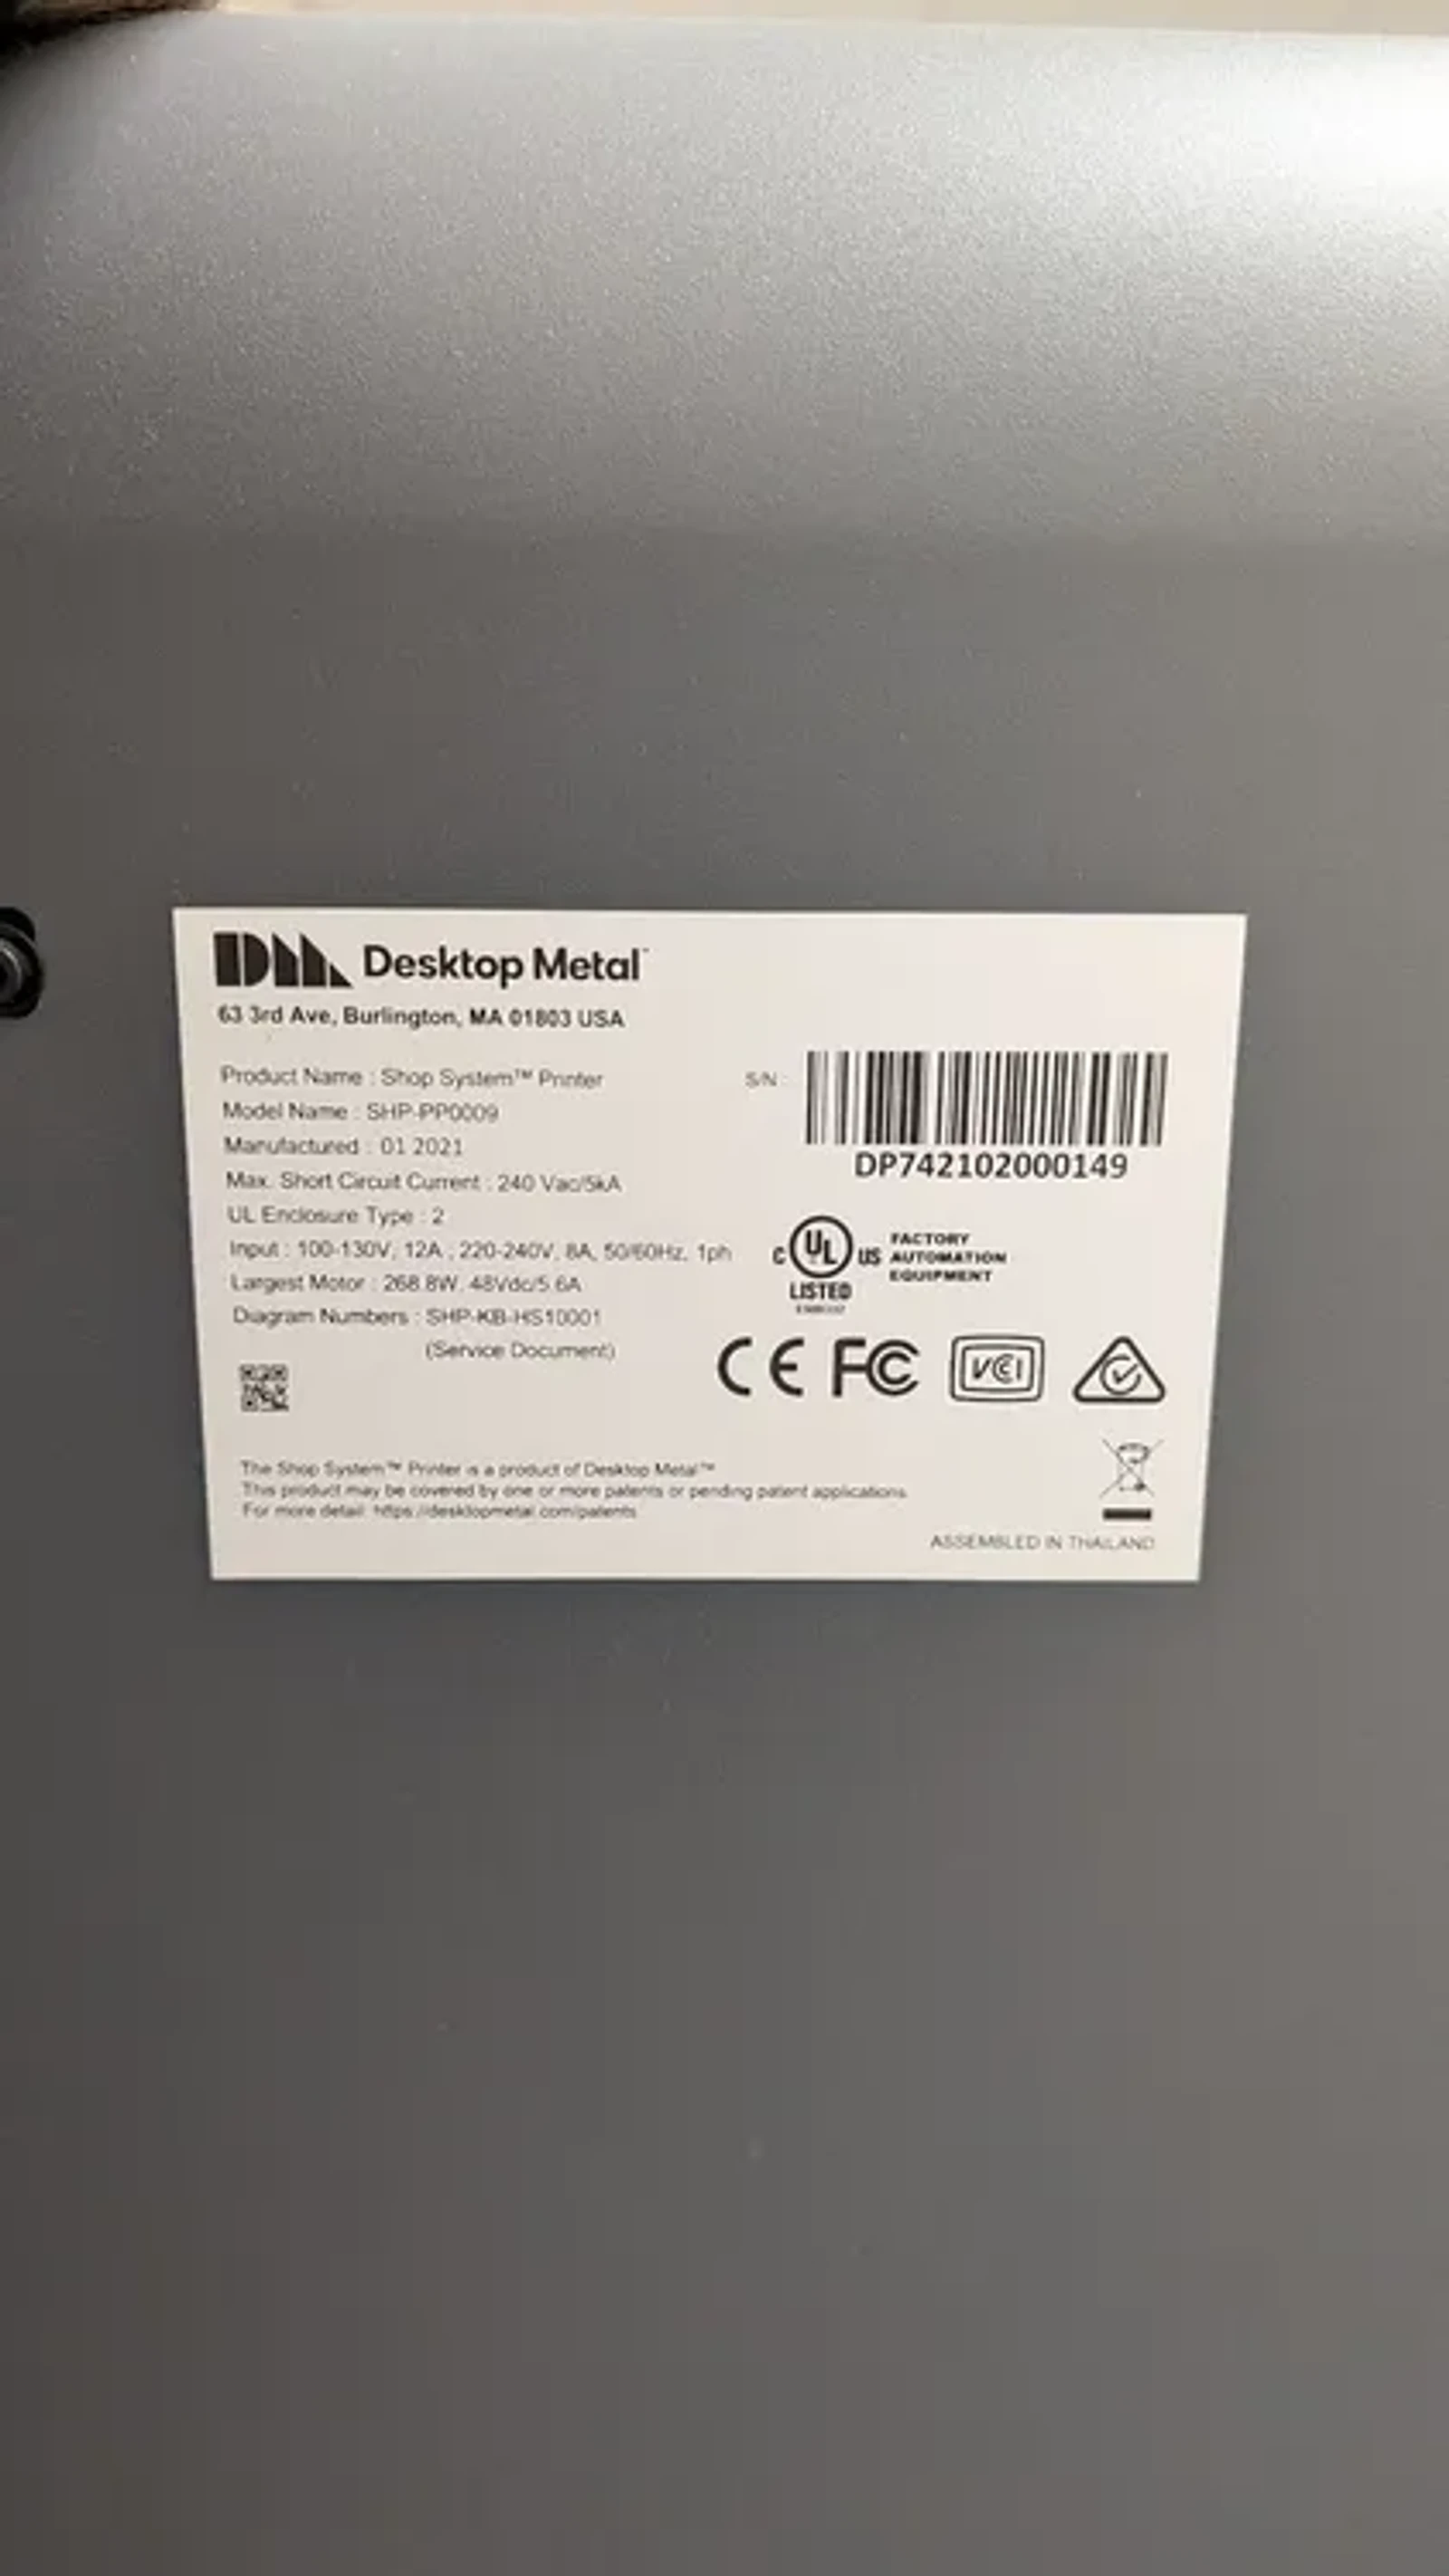 DM Desktop Metal™
63 3rd Ave, Burlington, MA 01803 USA
Product Name : Shop System™ Printer
Model Name : SHP-PP0009
Manufactured : 01 2021
Max. Short Circuit Current : 240 Vac/5kA
UL Enclosure Type : 2
Input : 100-130V, 12A ; 220-240V, 8A, 50/60Hz, 1ph
Largest Motor : 268.8W, 48Vdc/5.6A
Diagram Numbers : SHP-KB-HS10001
(Service Document)
S/N :
DP742102000149
C UL US
LISTED
FACTORY
AUTOMATION
EQUIPMENT
CE FC VCI
The Shop System™ Printer is a product of Desktop Metal™
This product may be covered by one or more patents or pending patent applications.
For more detail: https://desktopmetal.com/patents
ASSEMBLED IN THAILAND